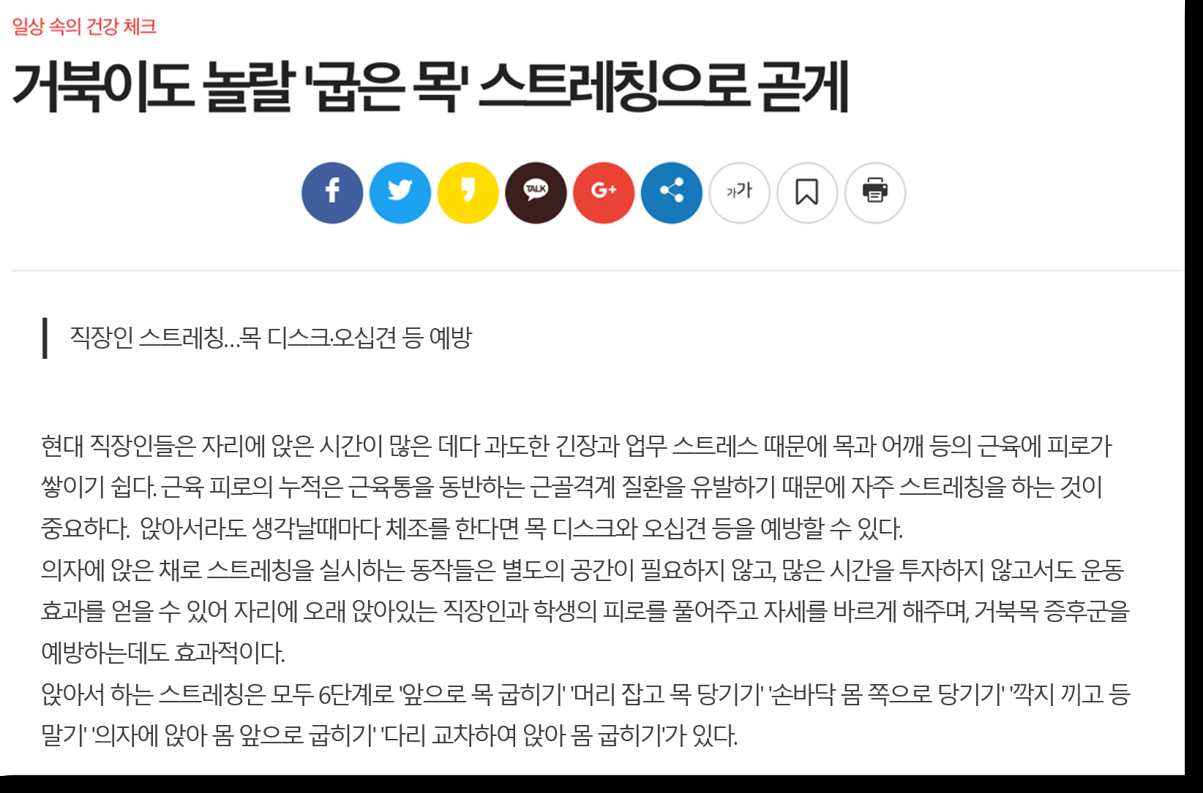 일상 속의 건강 체크
거북이도 놀랄 '굽은 목' 스트레칭으로 곧게
f TALK G+ 가가
직장인 스트레칭…목 디스크·오십견 등 예방
현대 직장인들은 자리에 앉은 시간이 많은 데다 과도한 긴장과 업무 스트레스 때문에 목과 어깨 등의 근육에 피로가
쌓이기 쉽다. 근육 피로의 누적은 근육통을 동반하는 근골격계 질환을 유발하기 때문에 자주 스트레칭을 하는 것이
중요하다. 앉아서라도 생각날때마다 체조를 한다면 목 디스크와 오십견 등을 예방할 수 있다.
의자에 앉은 채로 스트레칭을 실시하는 동작들은 별도의 공간이 필요하지 않고, 많은 시간을 투자하지 않고서도 운동
효과를 얻을 수 있어 자리에 오래 앉아있는 직장인과 학생의 피로를 풀어주고 자세를 바르게 해주며, 거북목 증후군을
예방하는데도 효과적이다.
앉아서 하는 스트레칭은 모두 6단계로 '앞으로 목 굽히기' '머리 잡고 목 당기기' '손바닥 몸 쪽으로 당기기' '깍지 끼고 등
말기' '의자에 앉아 몸 앞으로 굽히기' '다리 교차하여 앉아 몸 굽히기'가 있다.